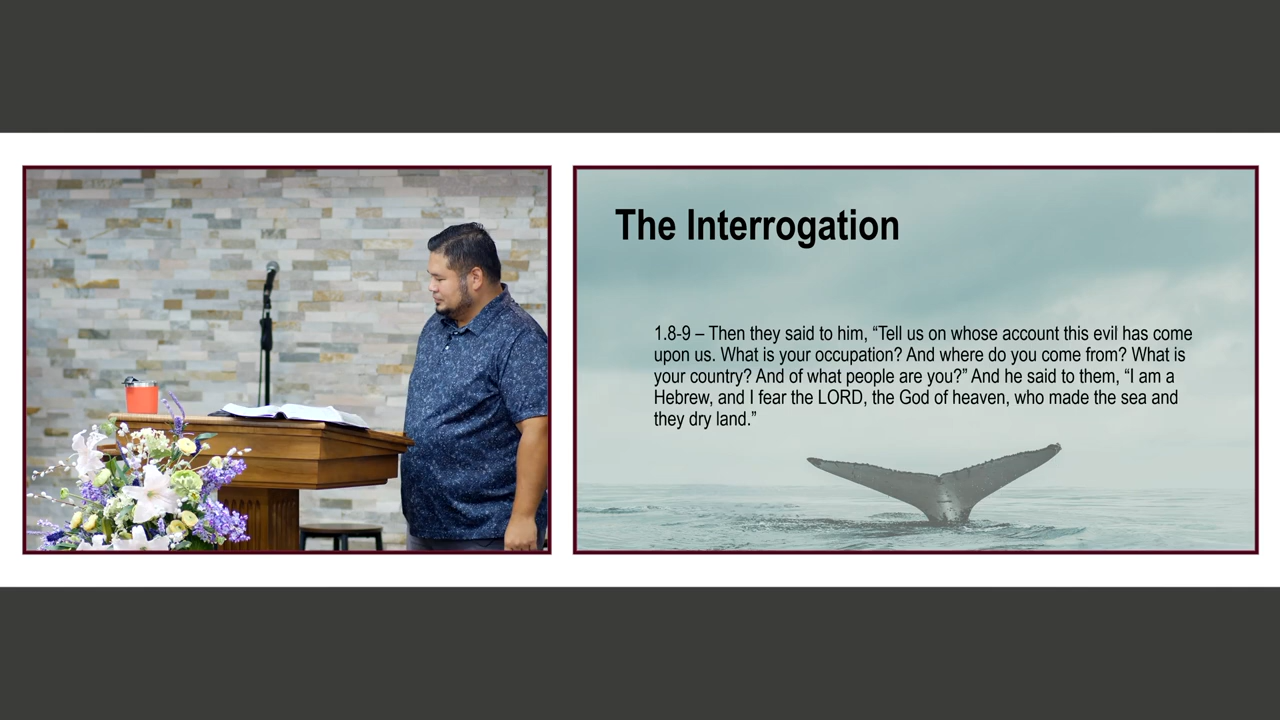 The Interrogation
1.8-9 – Then they said to him, “Tell us on whose account this evil has come
upon us. What is your occupation? And where do you come from? What is
your country? And of what people are you?” And he said to them, “I am a
Hebrew, and I fear the LORD, the God of heaven, who made the sea and
they dry land.”